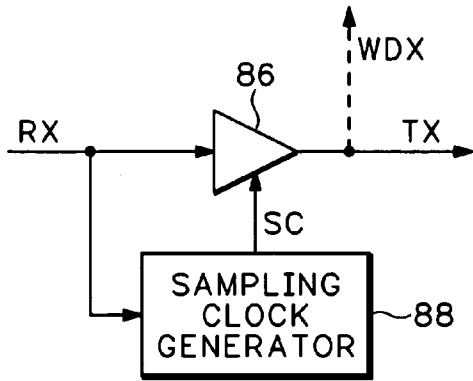 WDX
86
RX
TX
SC
SAMPLING
CLOCK
GENERATOR
88